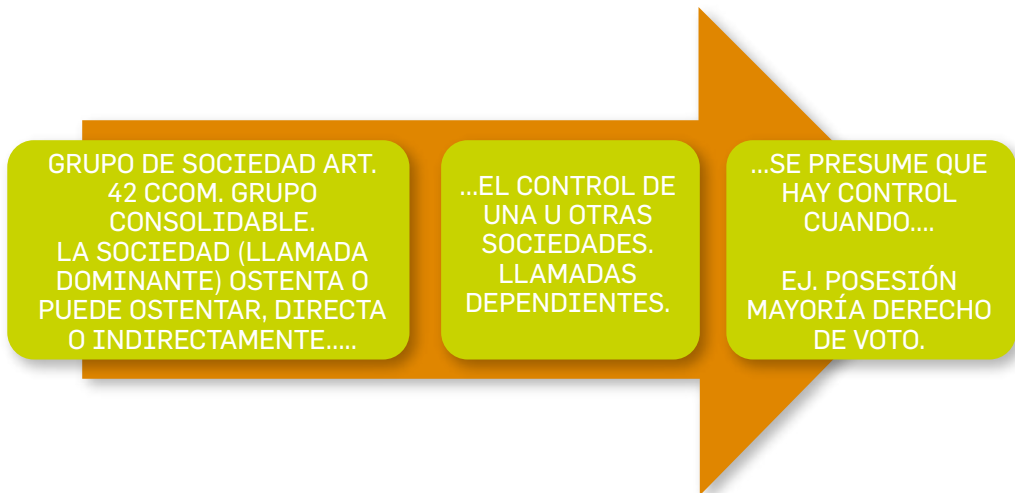 GRUPO DE SOCIEDAD ART.
42 CCOM. GRUPO
CONSOLIDABLE.
LA SOCIEDAD (LLAMADA
DOMINANTE) OSTENTA O
PUEDE OSTENTAR, DIRECTA
O INDIRECTAMENTE.....
...EL CONTROL DE
UNA U OTRAS
SOCIEDADES.
LLAMADAS
DEPENDIENTES.
...SE PRESUME QUE
HAY CONTROL
CUANDO....
EJ. POSESIÓN
MAYORÍA DERECHO
DE VOTO.